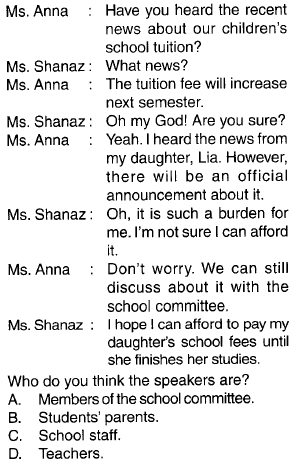 Ms. Anna : Have you heard the recent
news about our children's
school tuition?
Ms. Shanaz : What news?
Ms. Anna : The tuition fee will increase
next semester.
Ms. Shanaz : Oh my God! Are you sure?
Ms. Anna : Yeah. I heard the news from
my daughter, Lia. However,
there will be an official
announcement about it.
Ms. Shanaz : Oh, it is such a burden for
me. I'm not sure I can afford
it.
Ms. Anna : Don't worry. We can still
discuss about it with the
school committee.
Ms. Shanaz : I hope I can afford to pay my
daughter's school fees until
she finishes her studies.
Who do you think the speakers are?
A. Members of the school committee.
B. Students' parents.
C. School staff.
D. Teachers.